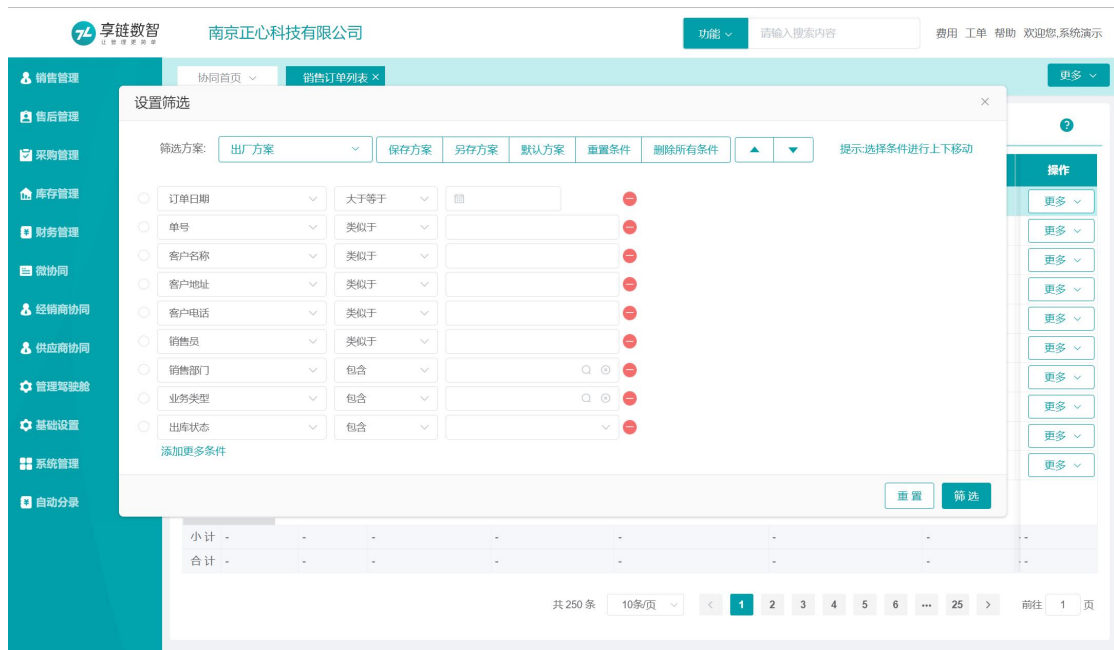 享链数智
让管理更简单
南京正心科技有限公司
功能
请输入搜索内容
费用 工单 帮助 欢迎您,系统演示
销售管理
售后管理
采购管理
库存管理
财务管理
微协同
经销商协同
供应商协同
管理驾驶舱
基础设置
系统管理
自动分录
协同首页
销售订单列表 ×
更多
设置筛选
筛选方案:
出厂方案
保存方案
另存方案
默认方案
重置条件
删除所有条件
提示:选择条件进行上下移动
订单日期 大于等于
单号 类似于
客户名称 类似于
客户地址 类似于
客户电话 类似于
销售员 类似于
销售部门 包含
业务类型 包含
出库状态 包含
添加更多条件
重置
筛选
操作
更多
更多
更多
更多
更多
更多
更多
更多
更多
更多
小计 - - - - - - - -
合计 - - - - - - - -
共 250 条 10条/页 < 1 2 3 4 5 6 ••• 25 > 前往 1 页